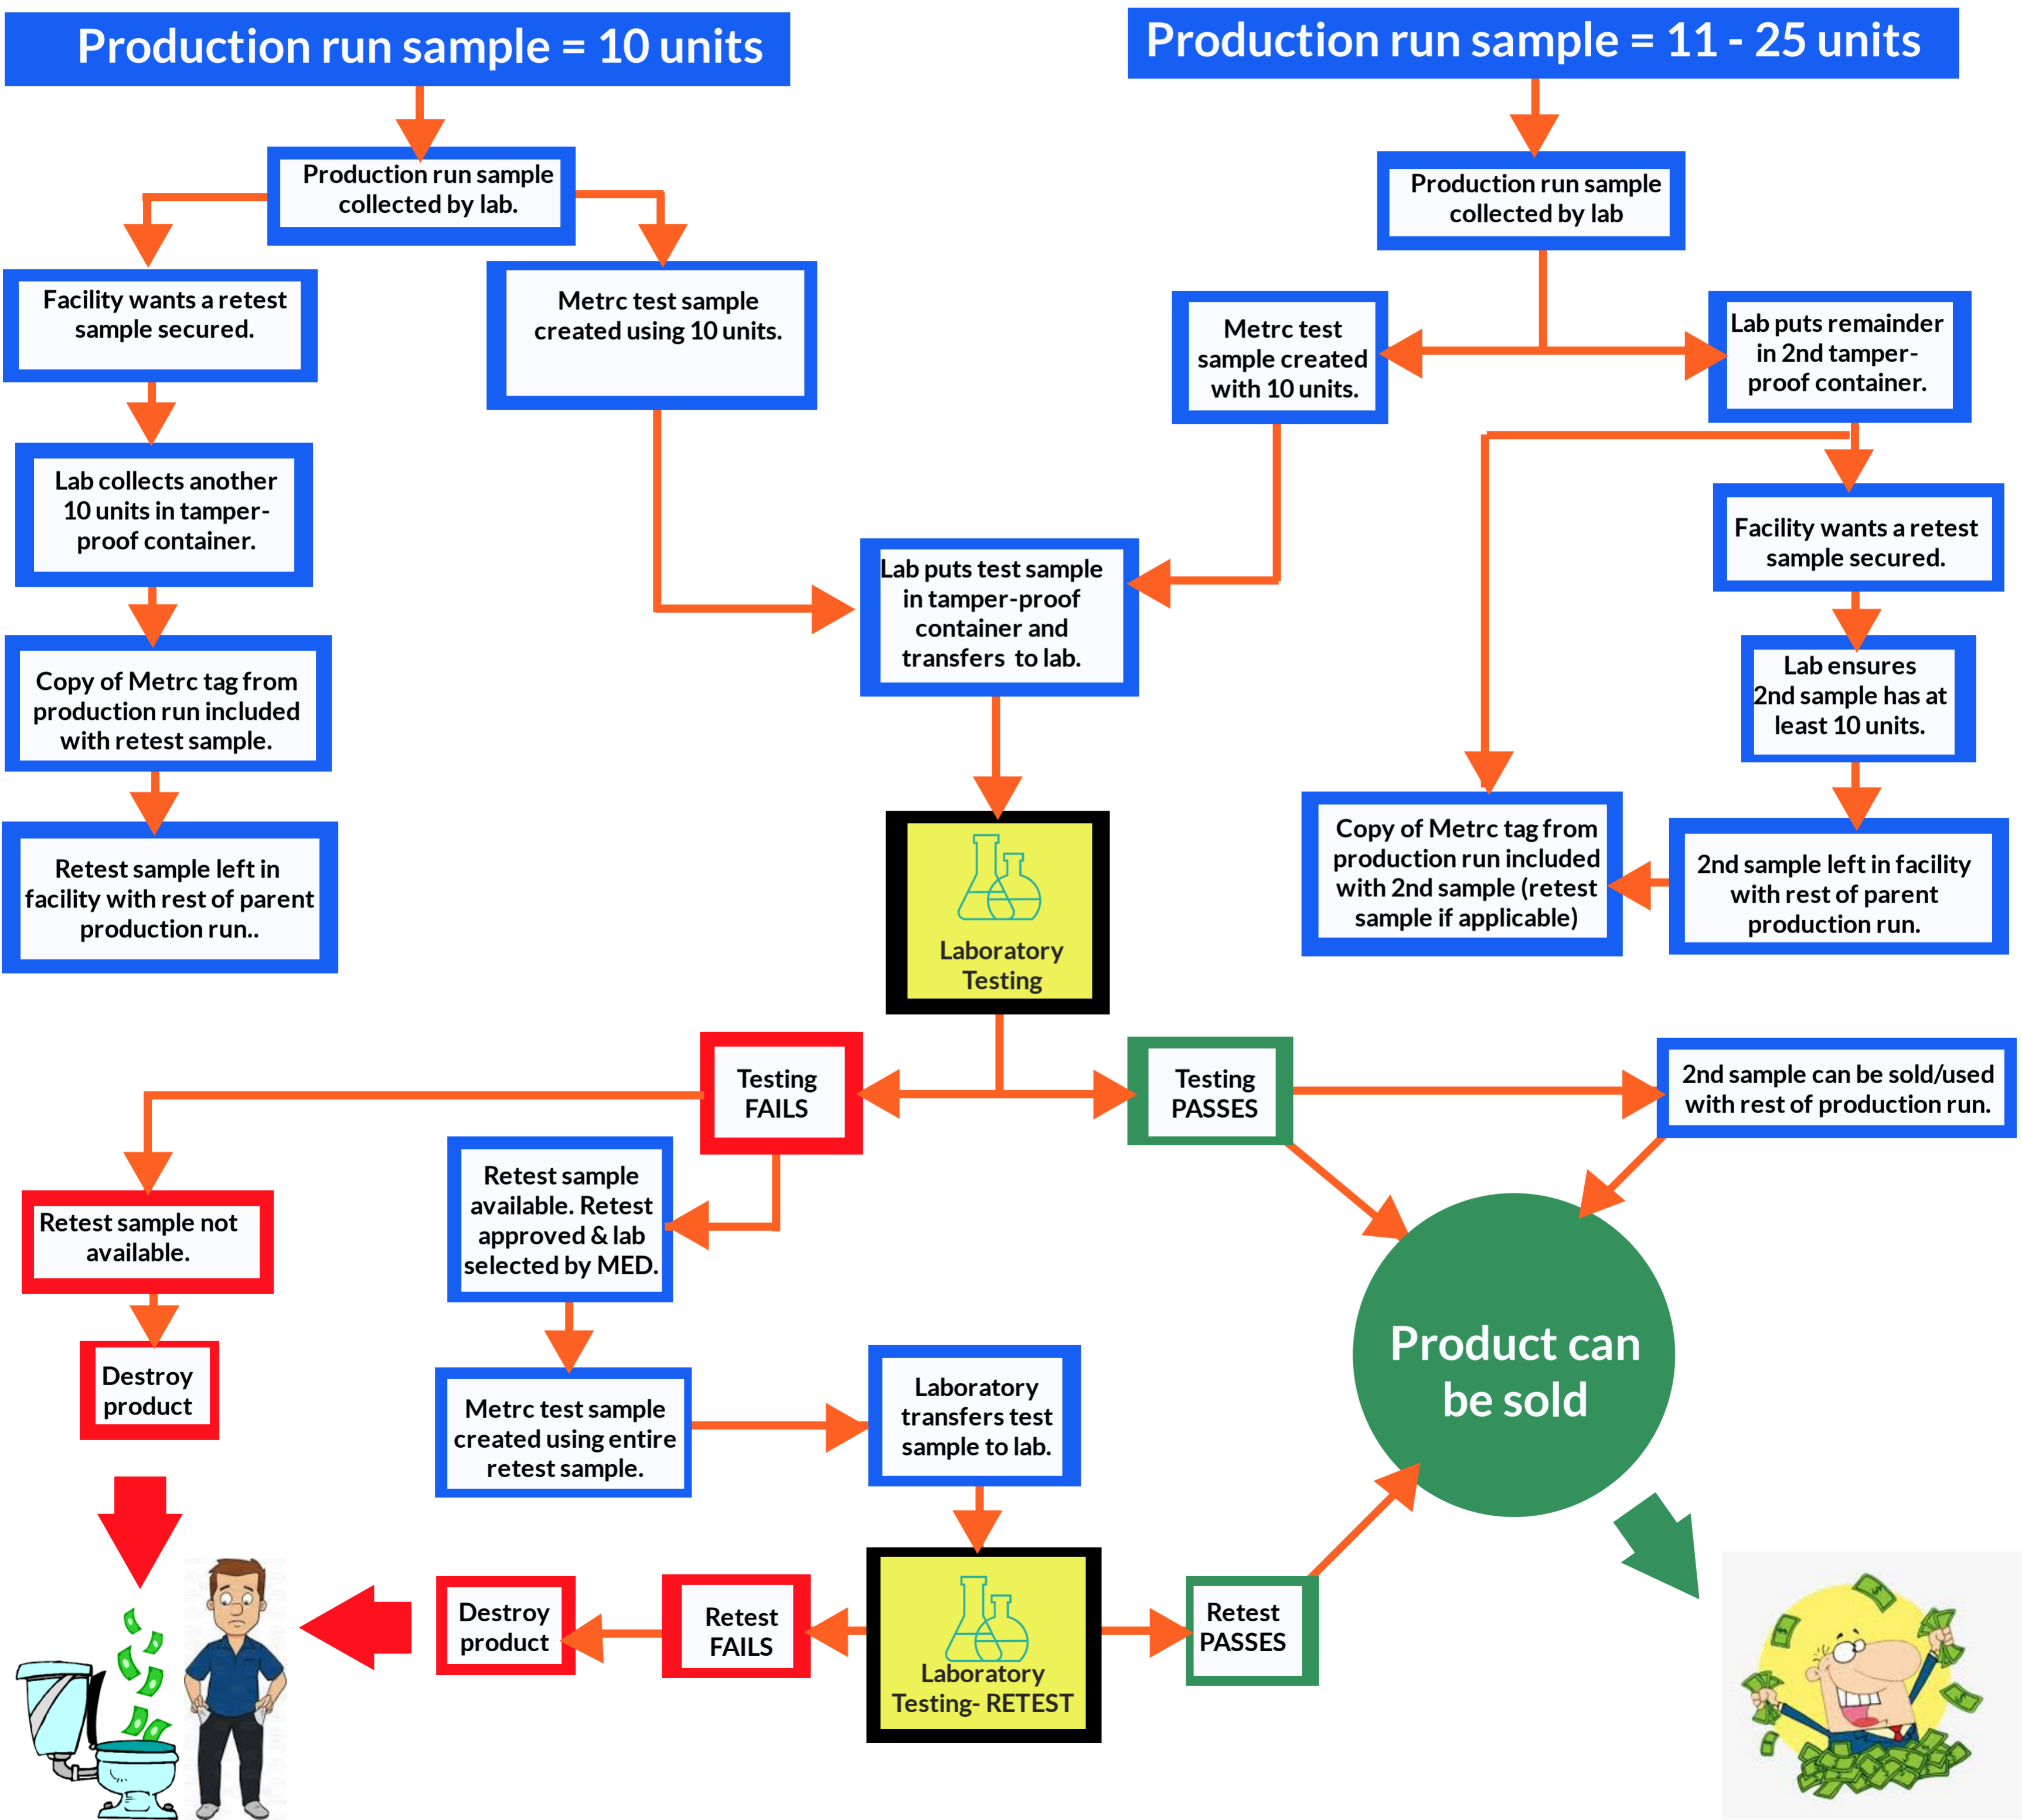 Production run sample = 10 units
Production run sample = 11 - 25 units
Production run sample
collected by lab.
Production run sample
collected by lab
Facility wants a retest
sample secured.
Metrc test sample
created using 10 units.
Metrc test
sample created
with 10 units.
Lab puts remainder
in 2nd tamper-
proof container.
Lab collects another
10 units in tamper-
proof container.
Facility wants a retest
sample secured.
Lab puts test sample
in tamper-proof
container and
transfers to lab.
Copy of Metrc tag from
production run included
with retest sample.
Lab ensures
2nd sample has at
least 10 units.
Retest sample left in
facility with rest of parent
production run..
Copy of Metrc tag from
production run included
with 2nd sample (retest
sample if applicable)
2nd sample left in facility
with rest of parent
production run.
Laboratory
Testing
Testing
FAILS
Testing
PASSES
2nd sample can be sold/used
with rest of production run.
Retest sample not
available.
Retest sample
available. Retest
approved & lab
selected by MED.
Destroy
product
Metrc test sample
created using entire
retest sample.
Laboratory
transfers test
sample to lab.
Product can
be sold
Destroy
product
Retest
FAILS
Laboratory
Testing- RETEST
Retest
PASSES